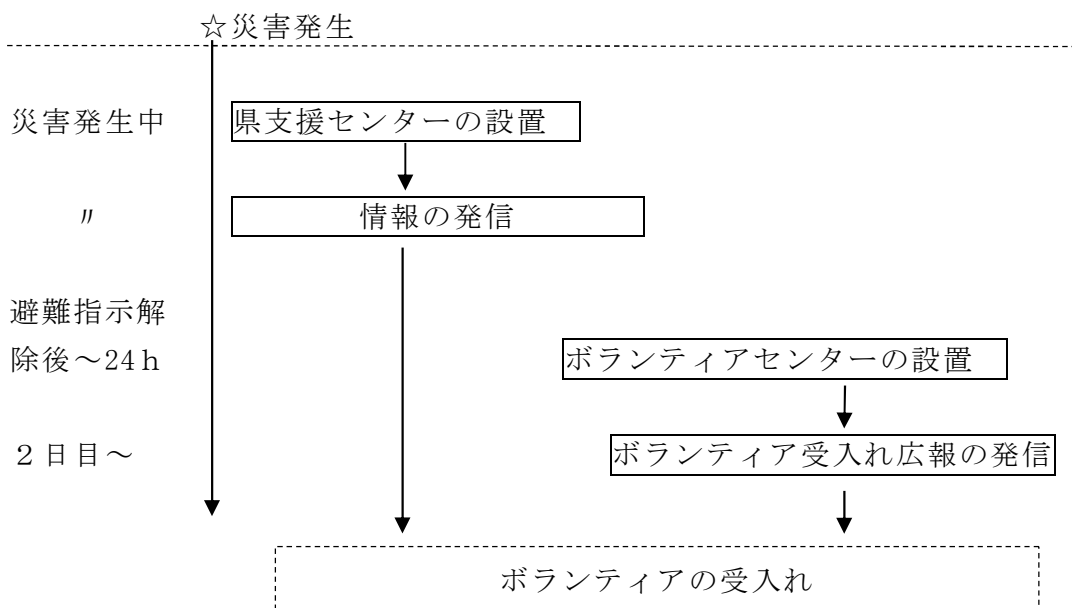 ☆災害発生
災害発生中
県支援センターの設置
〃
情報の発信
避難指示解
除後～24ｈ
ボランティアセンターの設置
２日目～
ボランティア受入れ広報の発信
ボランティアの受入れ